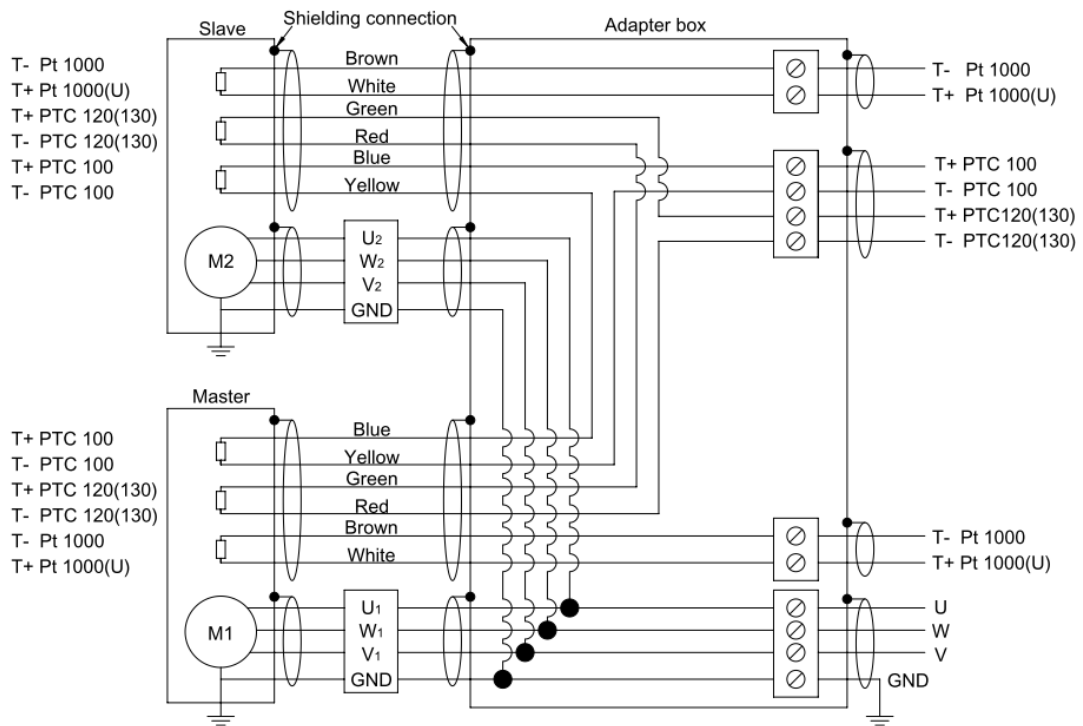 Shielding connection
Slave
Adapter box
T- Pt 1000
T+ Pt 1000(U)
T+ PTC 120(130)
T- PTC 120(130)
T+ PTC 100
T- PTC 100
Brown
White
Green
Red
Blue
Yellow
T- Pt 1000
T+ Pt 1000(U)
T+ PTC 100
T- PTC 100
T+ PTC120(130)
T- PTC120(130)
M2
U2
W2
V2
GND
Master
T+ PTC 100
T- PTC 100
T+ PTC 120(130)
T- PTC 120(130)
T- Pt 1000
T+ Pt 1000(U)
Blue
Yellow
Green
Red
Brown
White
T- Pt 1000
T+ Pt 1000(U)
M1
U1
W1
V1
GND
U
W
V
GND